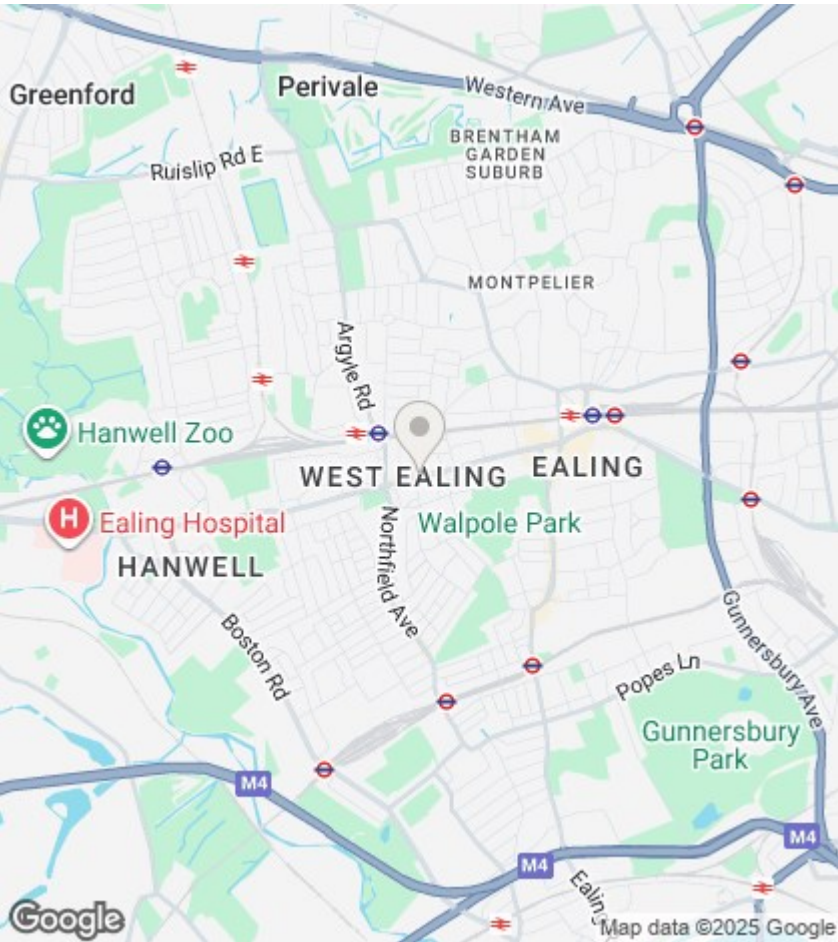 Greenford
Perivale
Western Ave
BRENTHAM
GARDEN
SUBURB
Ruislip Rd E
MONTPELIER
Argyle Rd
Hanwell Zoo
WEST EALING
EALING
H
Ealing Hospital
Walpole Park
HANWELL
Northfield Ave
Boston Rd
Gunnersbury Ave
Popes Ln
Gunnersbury
Park
M4
M4
M4
Ealing
Google
Map data ©2025 Google